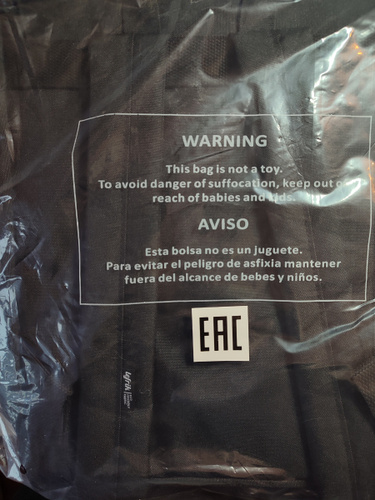 WARNING
This bag is not a toy.
To avoid danger of suffocation, keep out of
reach of babies and kids.
AVISO
Esta bolsa no es un juguete.
Para evitar el peligro de asfixia mantener
fuera del alcance de bebes y niños.
EAC